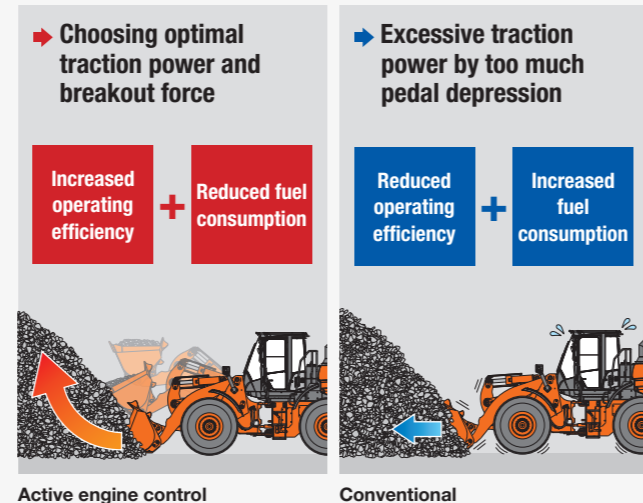 Choosing optimal
traction power and
breakout force
Increased
operating
efficiency
+
Reduced fuel
consumption
Active engine control
Excessive traction
power by too much
pedal depression
Reduced
operating
efficiency
+
Increased
fuel
consumption
Conventional